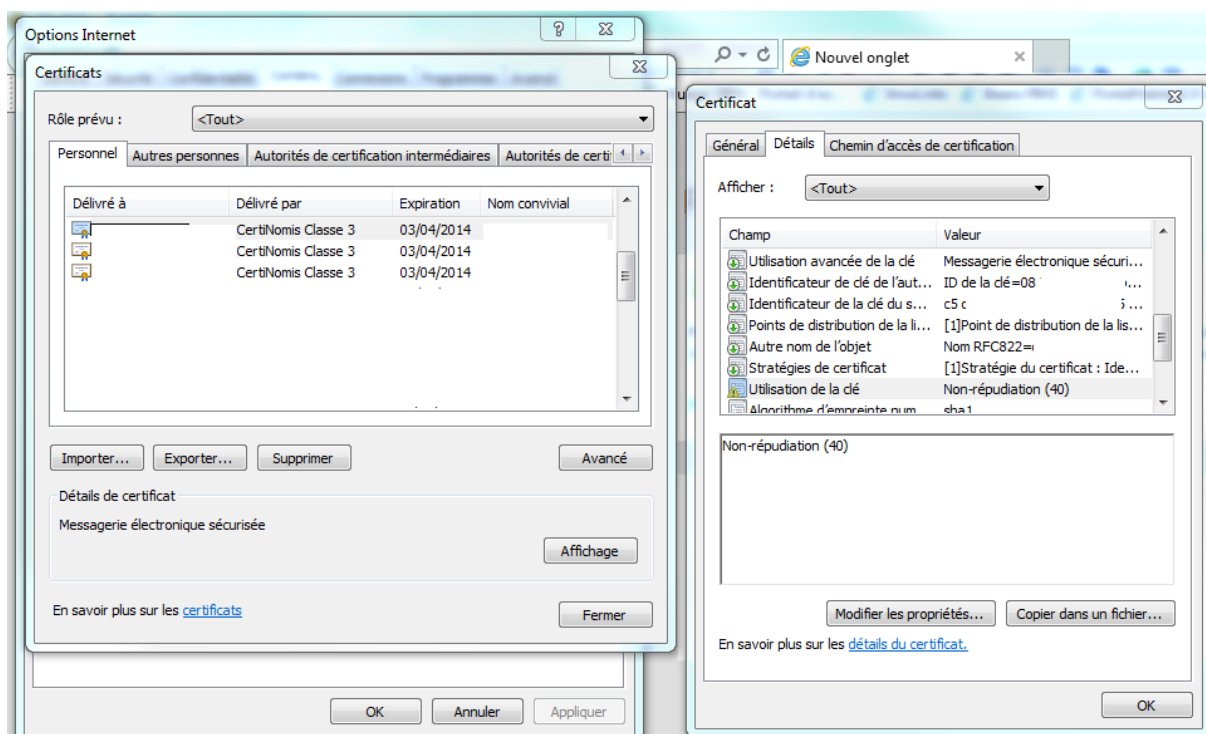 Options Internet
Certificats
Rôle prévu :
<Tout>
Personnel
Autres personnes
Autorités de certification intermédiaires
Autorités de certi
Délivré à
Délivré par
Expiration
Nom convivial
CertiNomis Classe 3
03/04/2014
CertiNomis Classe 3
03/04/2014
CertiNomis Classe 3
03/04/2014
Importer...
Exporter...
Supprimer
Avancé
Détails de certificat
Messagerie électronique sécurisée
Affichage
En savoir plus sur les certificats
Fermer
OK
Annuler
Appliquer
Nouvel onglet
Certificat
Général
Détails
Chemin d'accès de certification
Afficher :
<Tout>
Champ
Valeur
Utilisation avancée de la clé
Messagerie électronique sécuri...
Identificateur de clé de l'aut...
ID de la clé=08
Identificateur de la clé du s...
c5 c
Points de distribution de la li...
[1]Point de distribution de la lis...
Autre nom de l'objet
Nom RFC822=
Stratégies de certificat
[1]Stratégie du certificat : Ide...
Utilisation de la clé
Non-répudiation (40)
Algorithme d'empreinte num
sha1
Non-répudiation (40)
Modifier les propriétés...
Copier dans un fichier...
En savoir plus sur les détails du certificat.
OK